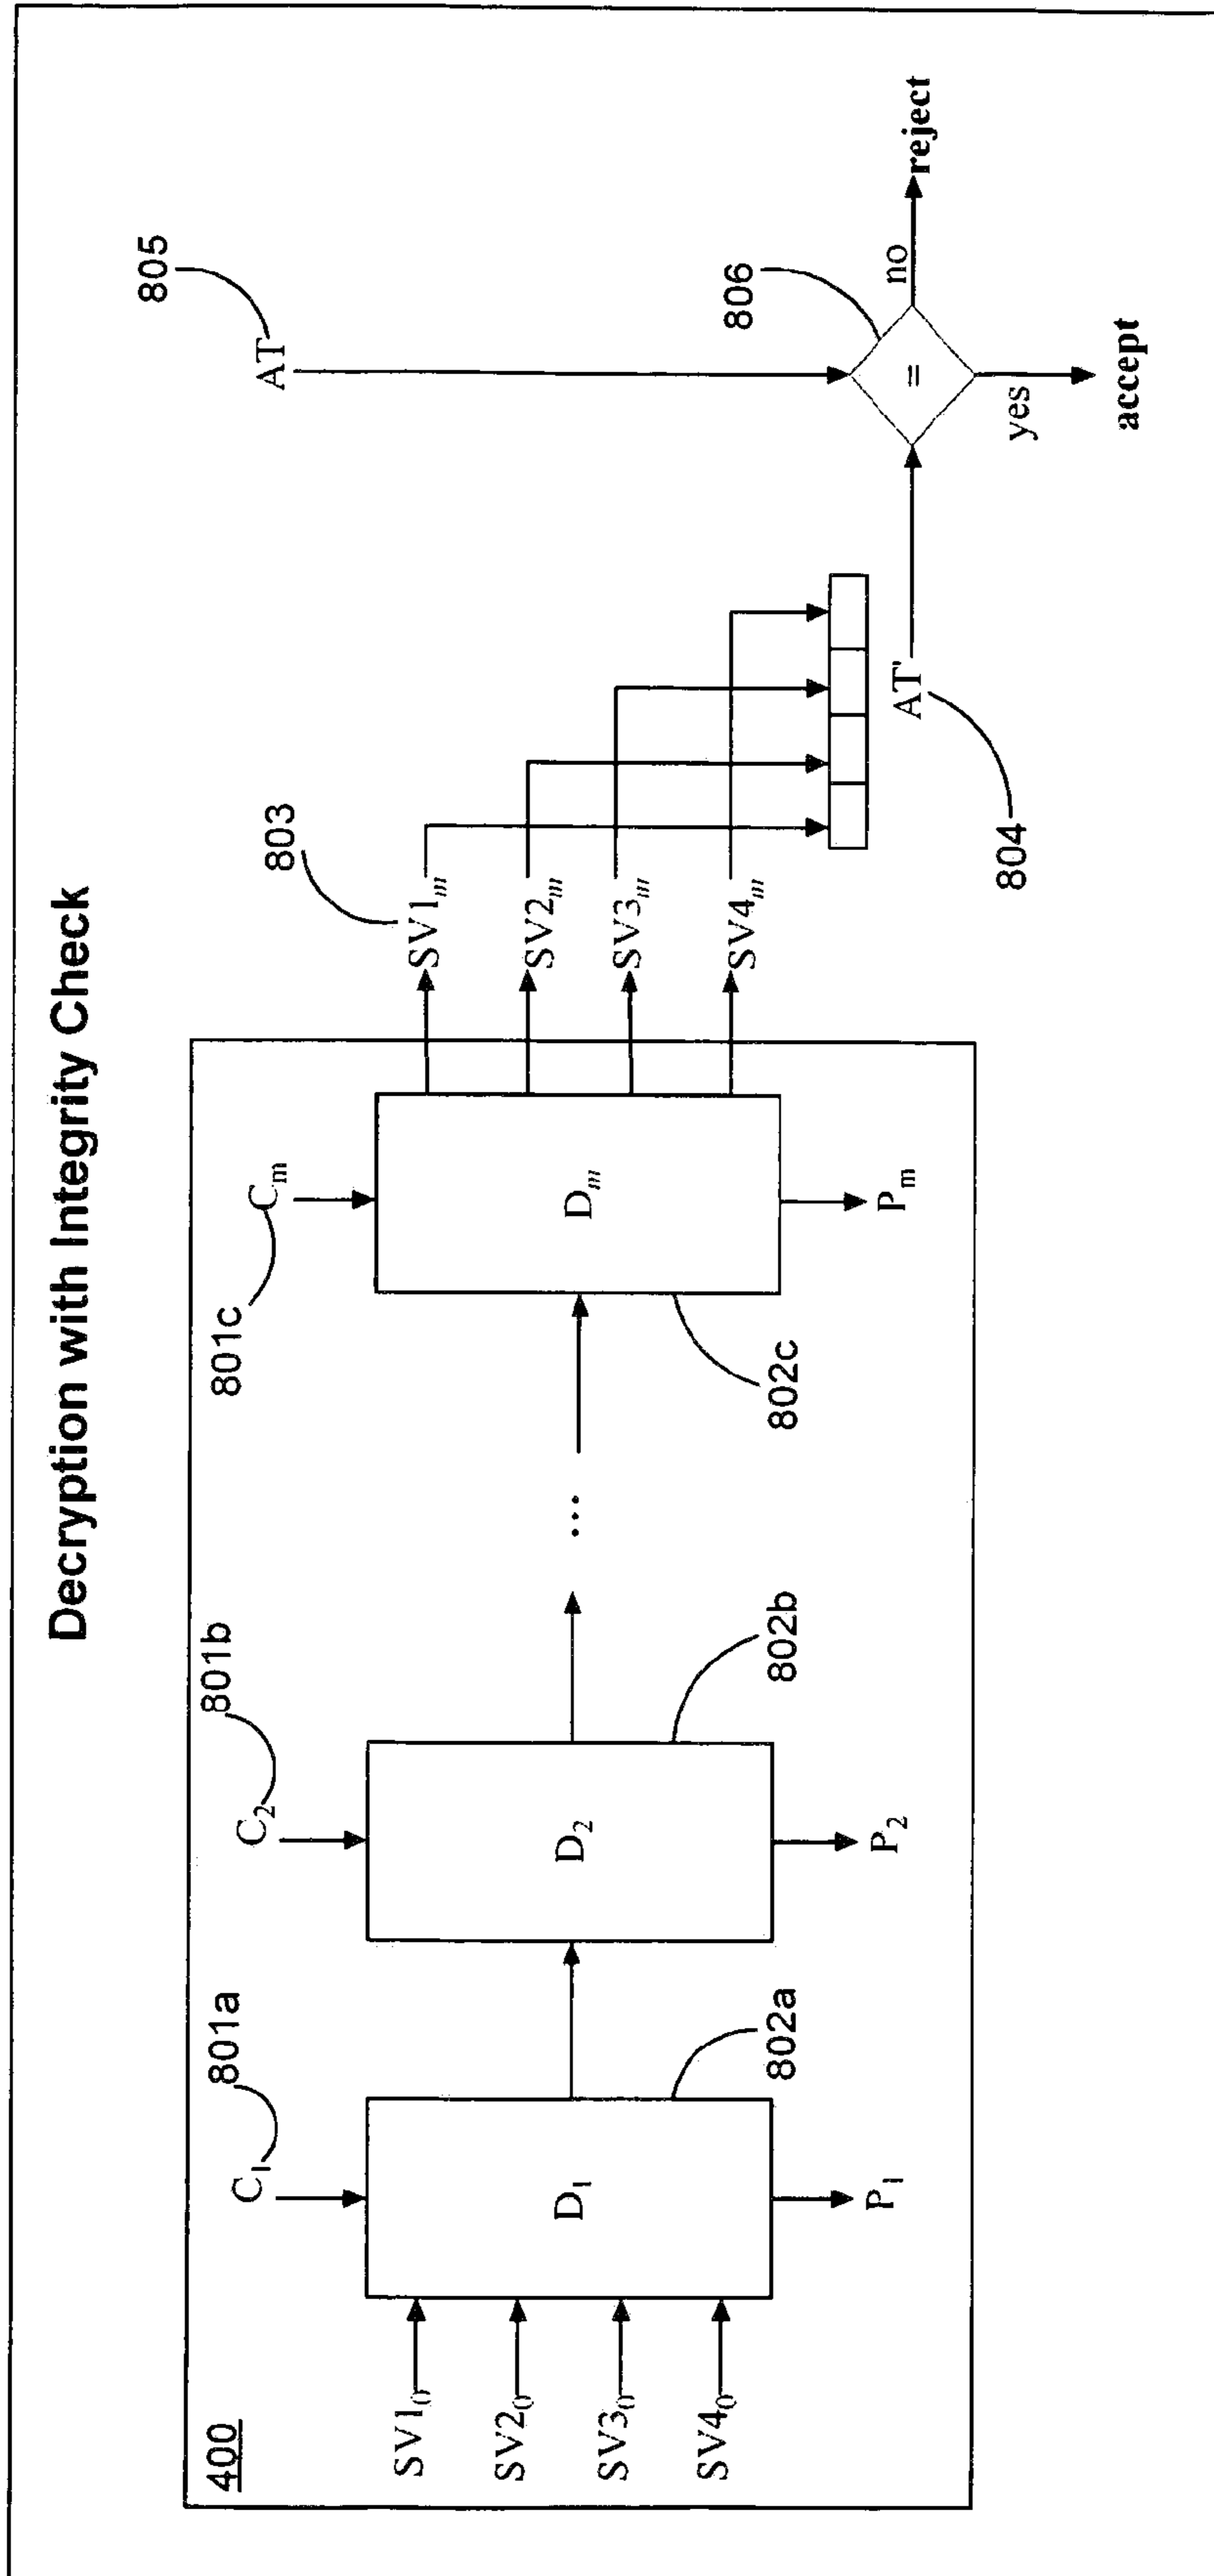 Decryption with Integrity Check
400
801a
801b
801c
C1
C2
Cm
SV10
SV20
SV30
SV40
D1
D2
...
Dm
802a
802b
802c
P1
P2
Pm
803
SV1m
SV2m
SV3m
SV4m
AT'
804
AT
805
806
=
no
reject
yes
accept